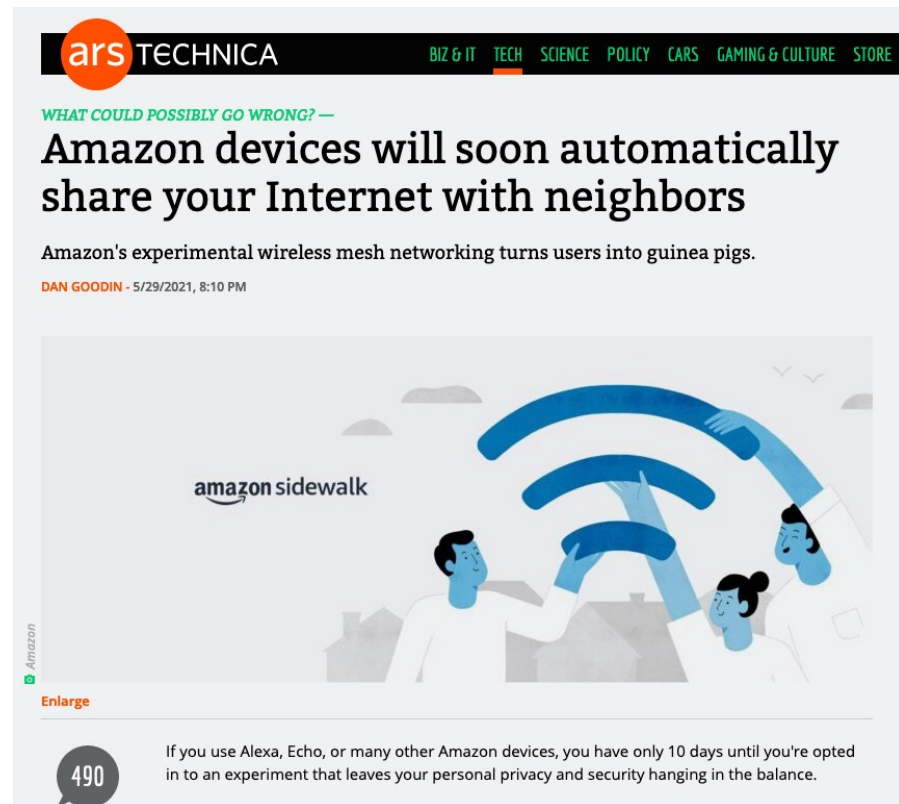 ars TECHNICA
BIZ & IT TECH SCIENCE POLICY CARS GAMING & CULTURE STORE
WHAT COULD POSSIBLY GO WRONG? —
Amazon devices will soon automatically
share your Internet with neighbors
Amazon's experimental wireless mesh networking turns users into guinea pigs.
DAN GOODIN - 5/29/2021, 8:10 PM
amazon sidewalk
Amazon
Enlarge
490
If you use Alexa, Echo, or many other Amazon devices, you have only 10 days until you're opted
in to an experiment that leaves your personal privacy and security hanging in the balance.